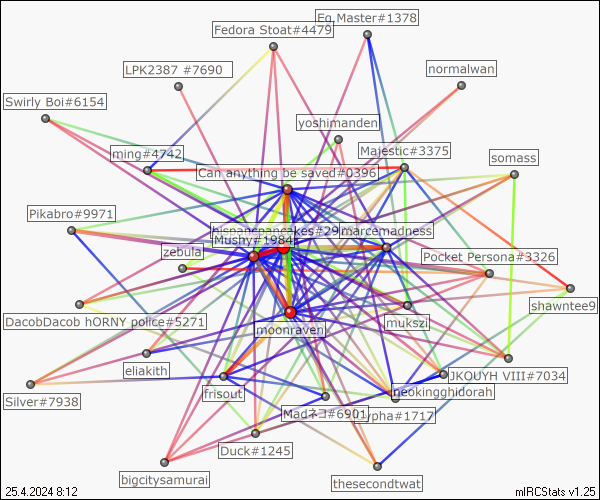 Eq.Master#1378
Fedora Stoat#4479
LPK2387 #7690
normalwan
Swirly Boi#6154
yoshimanden
ming#4742
Majestic#3375
somass
Can anything be saved#0396
Pikabro#9971
hispancpancakes#29
marcemadness
Mushy#1984
zebula
Pocket Persona#3326
shawntee9
DacobDacob hORNY police#5271
mukszi
moonraven
eliakith
JKOUYH VIII#7034
Silver#7938
frisout
neokingghidorah
Madネコ#6901
ypha#1717
Duck#1245
bigcitysamurai
thesecondtwat
25.4.2024 8:12
mIRCStats v1.25